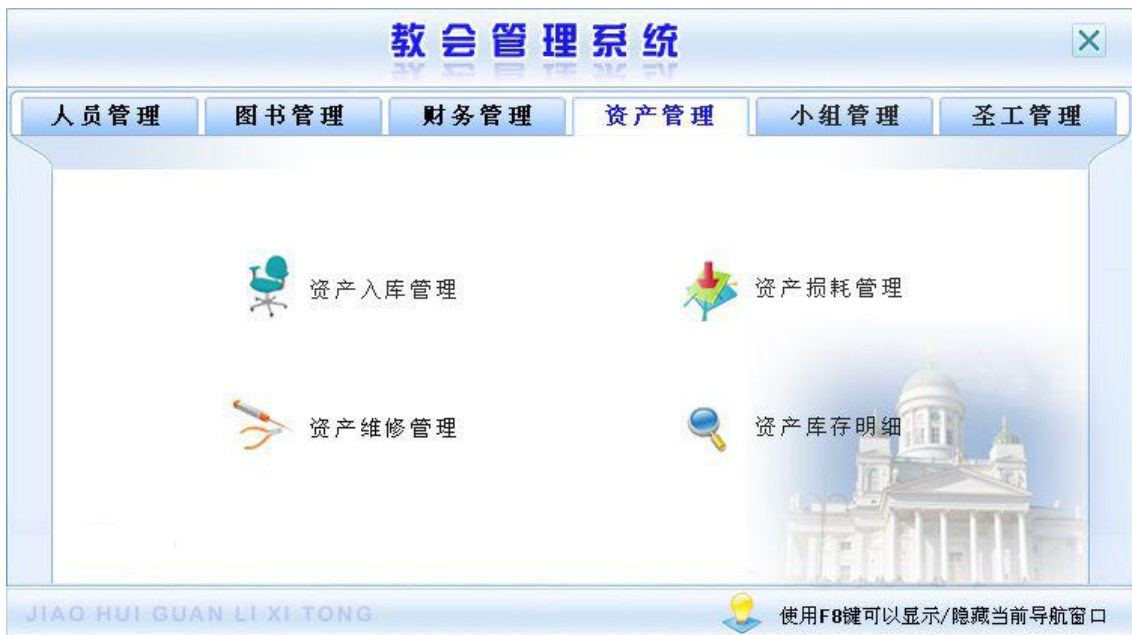 教会管理系统
人员管理 图书管理 财务管理 资产管理 小组管理 圣工管理
资产入库管理 资产损耗管理
资产维修管理 资产库存明细
JIAO HUI GUAN LI XI TONG 使用F8键可以显示/隐藏当前导航窗口